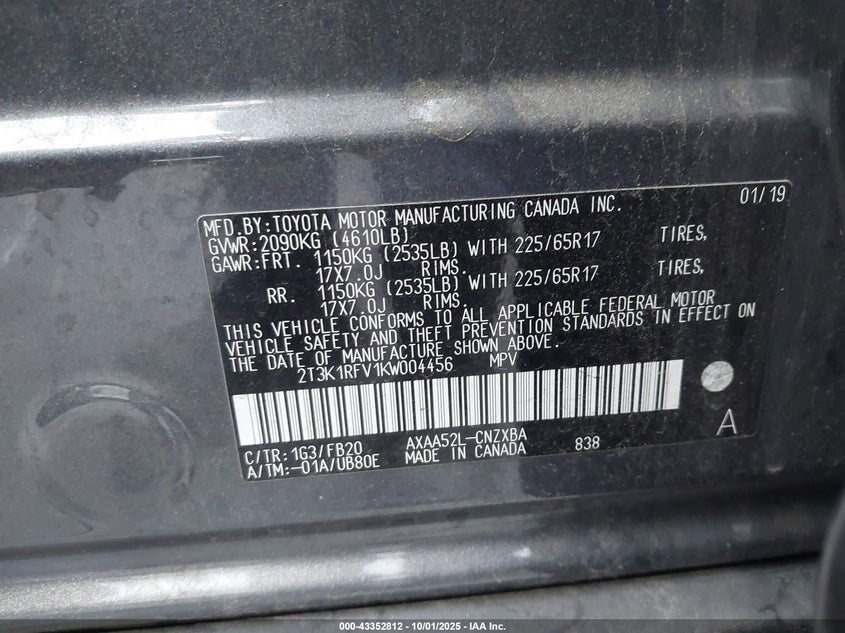 MFD.BY:TOYOTA MOTOR MANUFACTURING CANADA INC. 01/19
GVWR:2090KG (4610LB)
GAWR:FRT. 1150KG (2535LB) WITH 225/65R17 TIRES,
17X7.0J RIMS.
RR. 1150KG (2535LB) WITH 225/65R17 TIRES,
17X7.0J RIMS.
THIS VEHICLE CONFORMS TO ALL APPLICABLE FEDERAL MOTOR
VEHICLE SAFETY AND THEFT PREVENTION STANDARDS IN EFFECT ON
THE DATE OF MANUFACTURE SHOWN ABOVE.
2T3K1RFV1KW004456 MPV
A
C/TR:1G3/FB20 AXAA52L-CNZXBA 838
A/TM:-01A/UB80E MADE IN CANADA
000-43352812 - 10/01/2025 - IAA Inc.